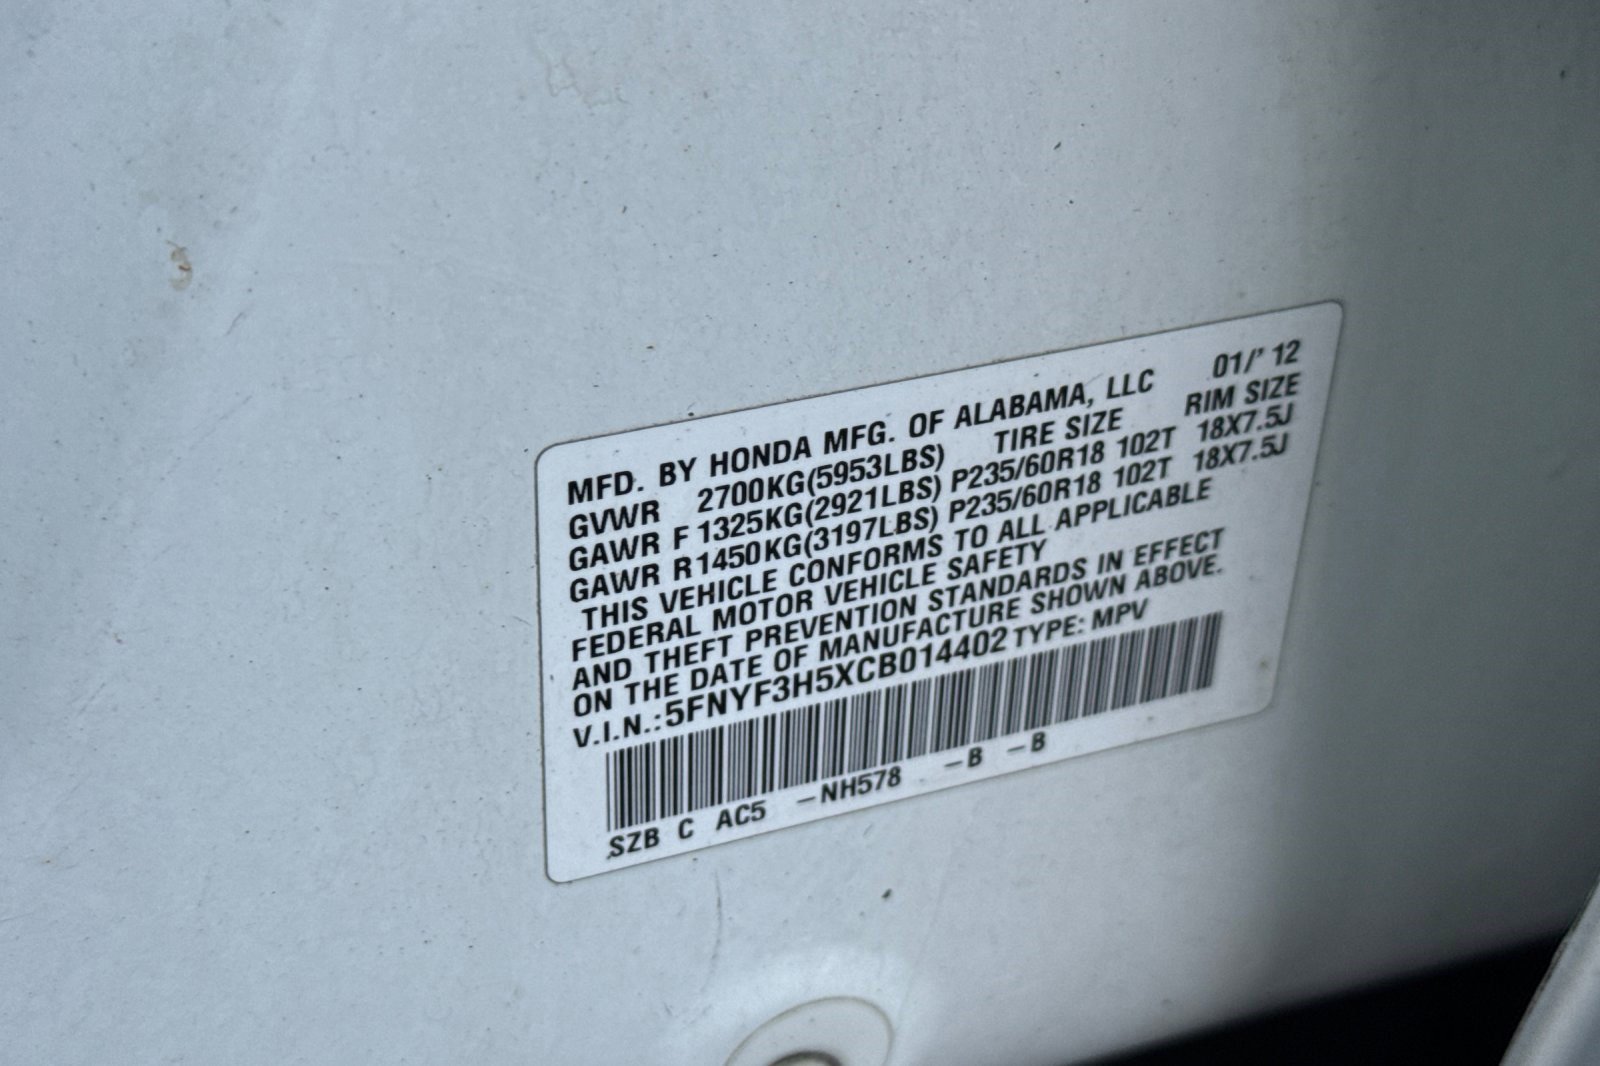 MFD. BY HONDA MFG. OF ALABAMA, LLC 01/'12
GVWR 2700KG(5953LBS) TIRE SIZE RIM SIZE
GAWR F 1325KG(2921LBS) P235/60R18 102T 18X7.5J
GAWR R 1450KG(3197LBS) P235/60R18 102T 18X7.5J
THIS VEHICLE CONFORMS TO ALL APPLICABLE
FEDERAL MOTOR VEHICLE SAFETY
AND THEFT PREVENTION STANDARDS IN EFFECT
ON THE DATE OF MANUFACTURE SHOWN ABOVE.
V.I.N.:5FNYF3H5XCB014402 TYPE: MPV
SZB C AC5 -NH578 -B -B